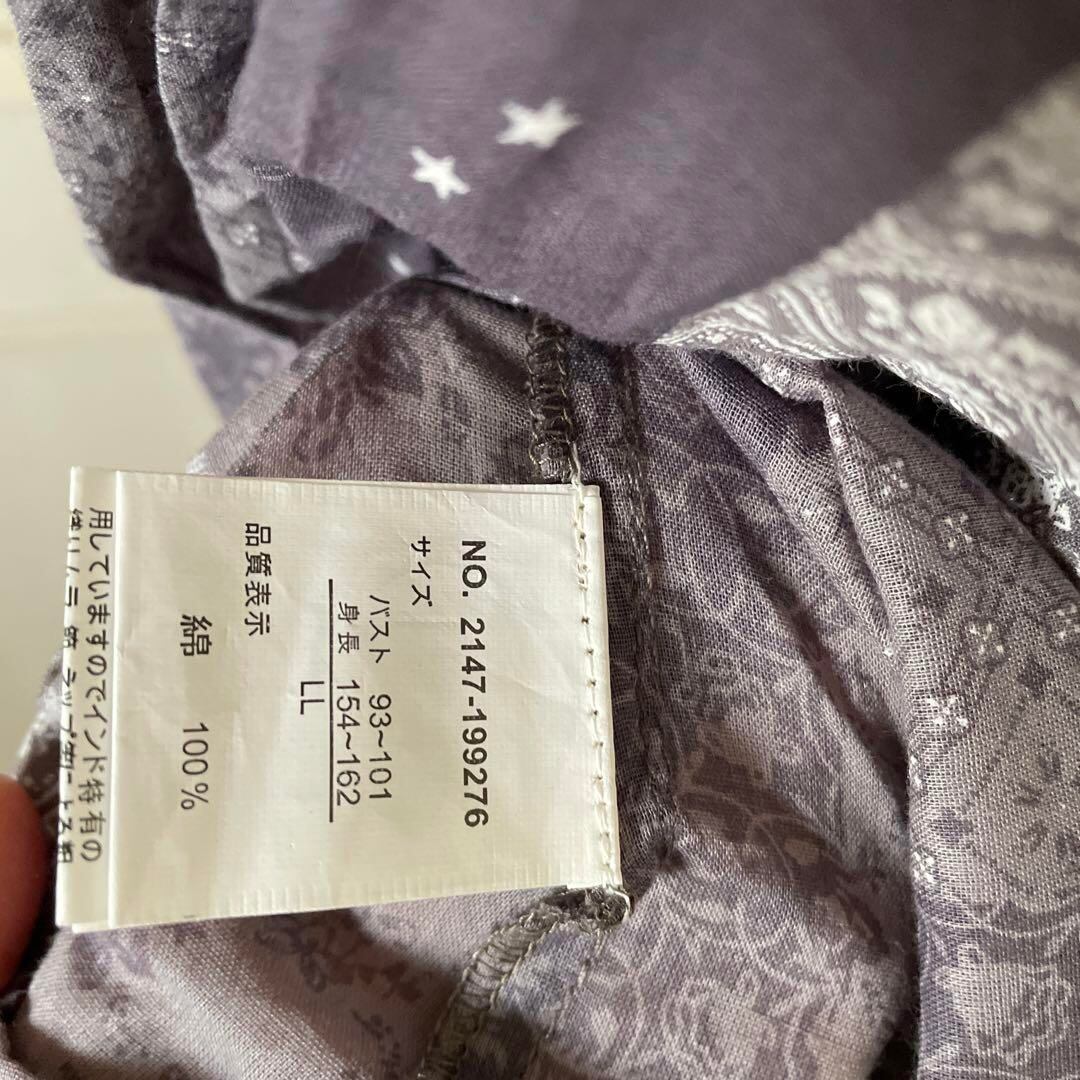 NO. 2147-199276
サイズ
バスト 93~101
身長 154~162
LL
品質表示
綿 100%
用していますのでインド特有の